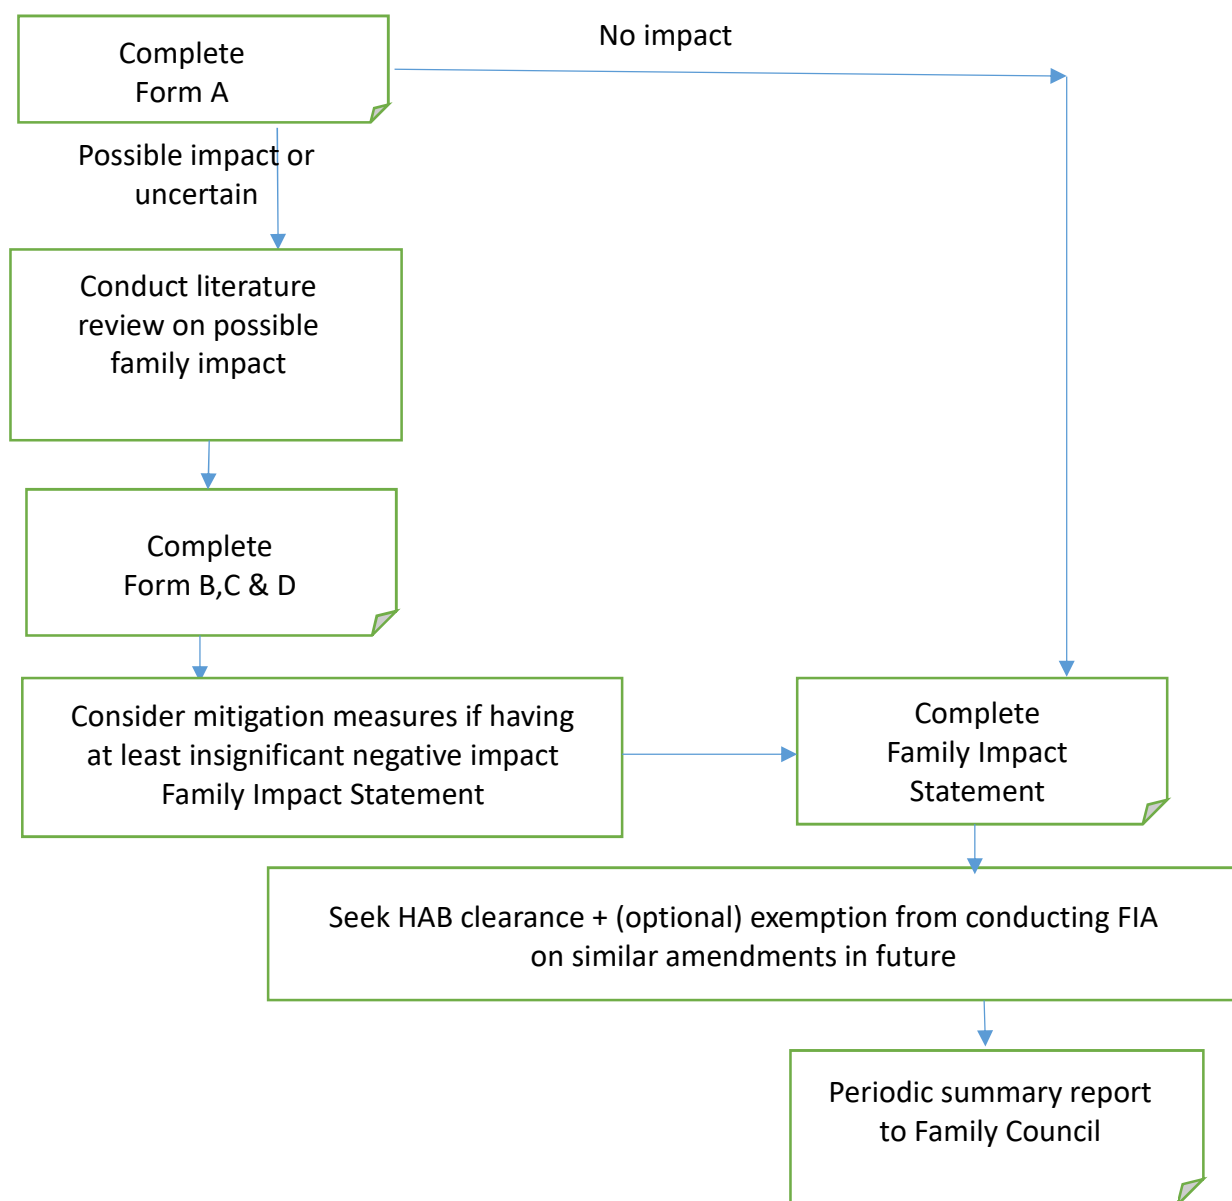 Complete
Form A
No impact
Possible impact or
uncertain
Conduct literature
review on possible
family impact
Complete
Form B,C & D
Consider mitigation measures if having
at least insignificant negative impact
Family Impact Statement
Complete
Family Impact
Statement
Seek HAB clearance + (optional) exemption from conducting FIA
on similar amendments in future
Periodic summary report
to Family Council